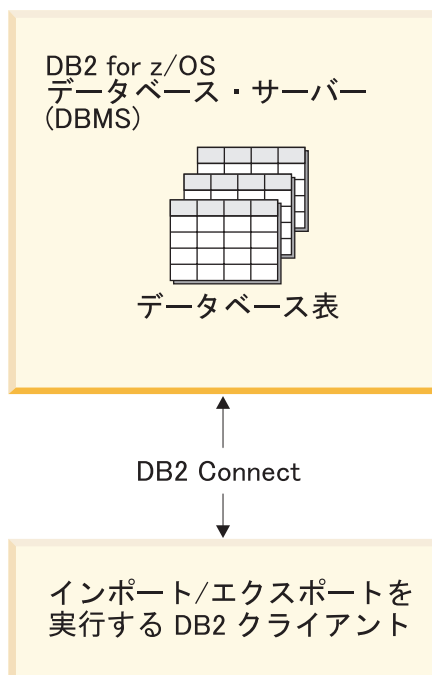 DB2 for z/OS
データベース・サーバー
(DBMS)
データベース表
DB2 Connect
インポート/エクスポートを
実行する DB2 クライアント